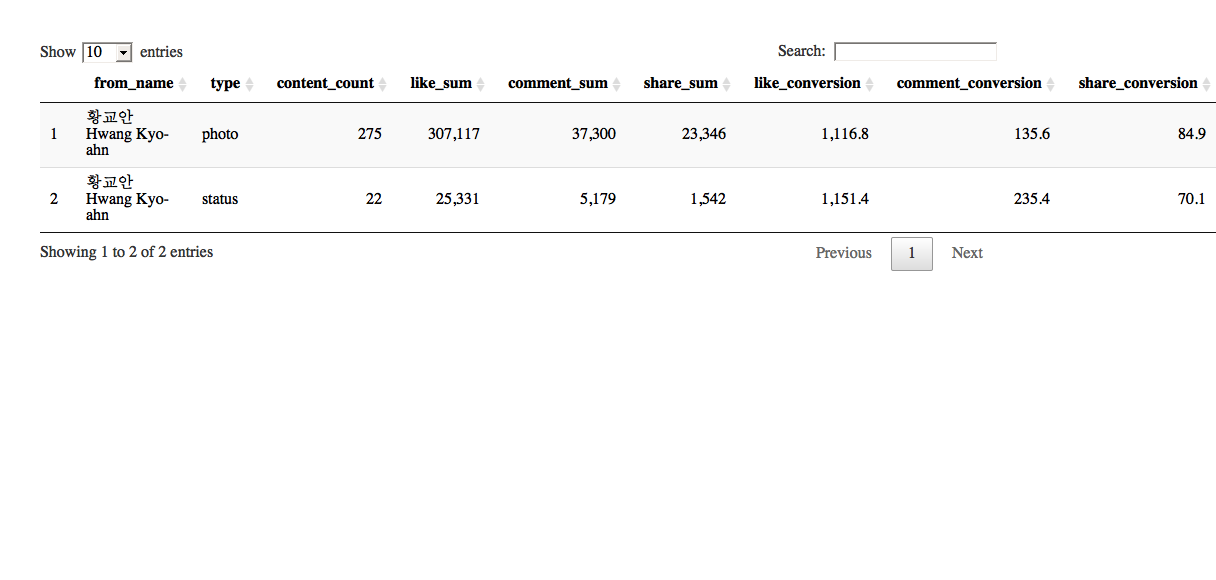 Show 10 entries Search:
from_name type content_count like_sum comment_sum share_sum like_conversion comment_conversion share_conversion
1 황교안 Hwang Kyo-ahn photo 275 307,117 37,300 23,346 1,116.8 135.6 84.9
2 황교안 Hwang Kyo-ahn status 22 25,331 5,179 1,542 1,151.4 235.4 70.1
Showing 1 to 2 of 2 entries Previous 1 Next